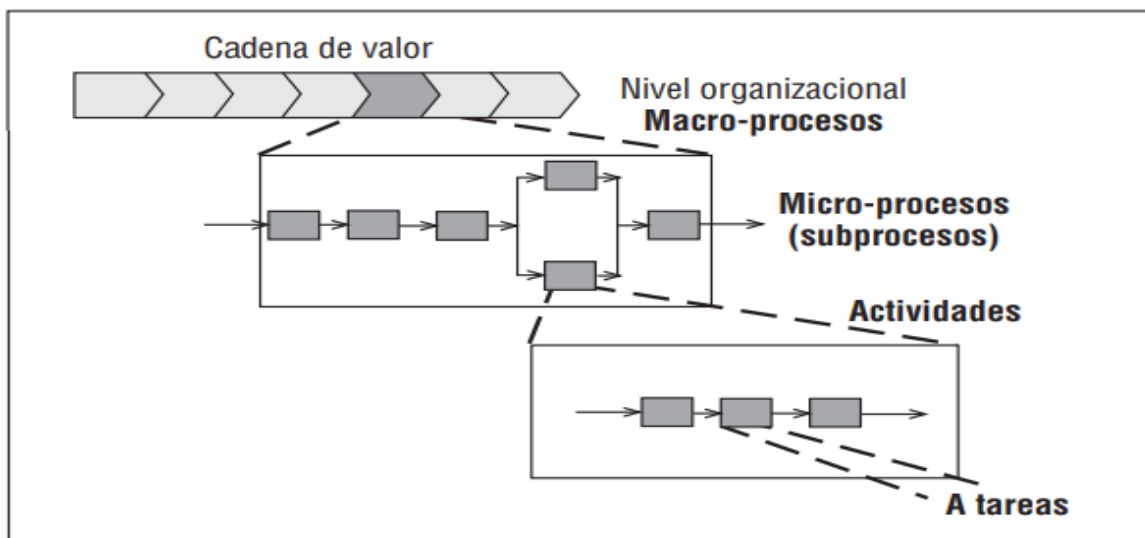 Cadena de valor
Nivel organizacional
Macro-procesos
Micro-procesos
(subprocesos)
Actividades
A tareas